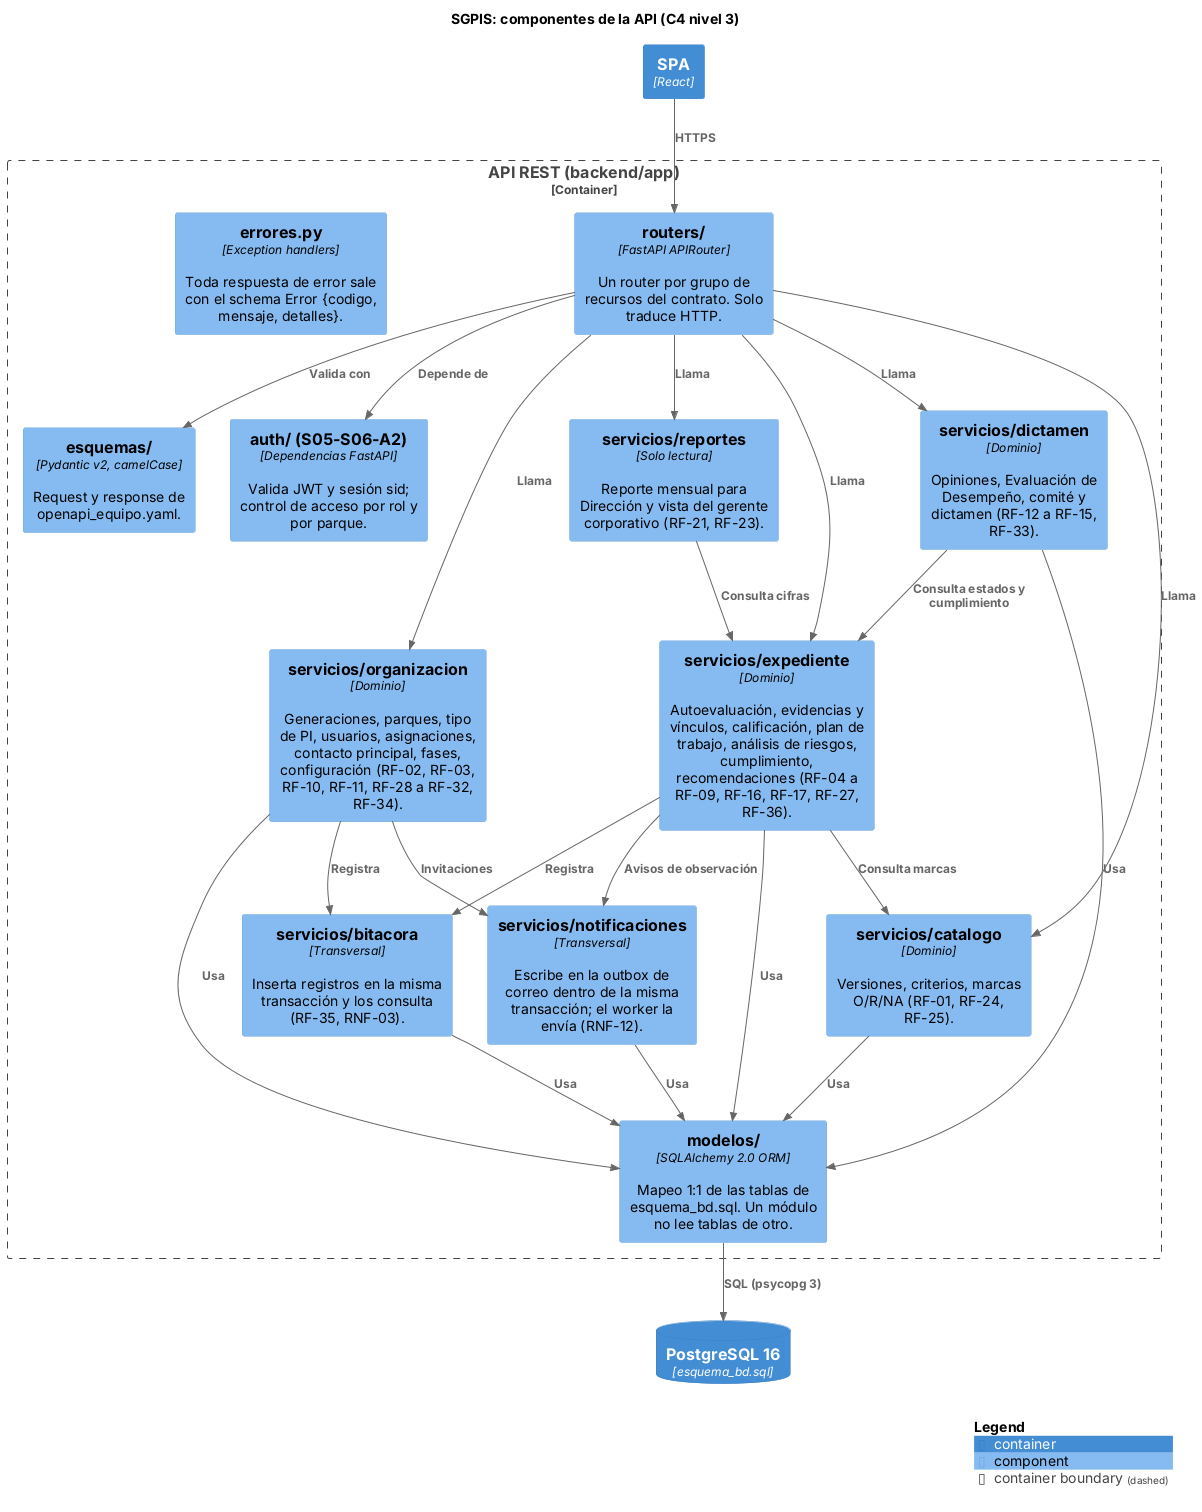 SGPIS: componentes de la API (C4 nivel 3)
SPA
[React]
HTTPS
API REST (backend/app)
[Container]
errores.py
[Exception handlers]
Toda respuesta de error sale
con el schema Error {codigo,
mensaje, detalles}.
routers/
[FastAPI APIRouter]
Un router por grupo de
recursos del contrato. Solo
traduce HTTP.
Valida con
Depende de
Llama
Llama
esquemas/
[Pydantic v2, camelCase]
Request y response de
openapi_equipo.yaml.
auth/ (S05-S06-A2)
[Dependencias FastAPI]
Valida JWT y sesión sid;
control de acceso por rol y
por parque.
Llama
servicios/reportes
[Solo lectura]
Reporte mensual para
Dirección y vista del gerente
corporativo (RF-21, RF-23).
Llama
servicios/dictamen
[Dominio]
Opiniones, Evaluación de
Desempeño, comité y
dictamen (RF-12 a RF-15,
RF-33).
Consulta cifras
Consulta estados y
cumplimiento
Llama
servicios/organizacion
[Dominio]
Generaciones, parques, tipo
de PI, usuarios, asignaciones,
contacto principal, fases,
configuración (RF-02, RF-03,
RF-10, RF-11, RF-28 a RF-32,
RF-34).
servicios/expediente
[Dominio]
Autoevaluación, evidencias y
vínculos, calificación, plan de
trabajo, análisis de riesgos,
cumplimiento,
recomendaciones (RF-04 a
RF-09, RF-16, RF-17, RF-27,
RF-36).
Registra
Invitaciones
Registra
Avisos de observación
Consulta marcas
Usa
Usa
servicios/bitacora
[Transversal]
Inserta registros en la misma
transacción y los consulta
(RF-35, RNF-03).
servicios/notificaciones
[Transversal]
Escribe en la outbox de
correo dentro de la misma
transacción; el worker la
envía (RNF-12).
Usa
servicios/catalogo
[Dominio]
Versiones, criterios, marcas
O/R/NA (RF-01, RF-24,
RF-25).
Usa
Usa
Usa
modelos/
[SQLAlchemy 2.0 ORM]
Mapeo 1:1 de las tablas de
esquema_bd.sql. Un módulo
no lee tablas de otro.
SQL (psycopg 3)
PostgreSQL 16
[esquema_bd.sql]
Legend
container
component
container boundary (dashed)